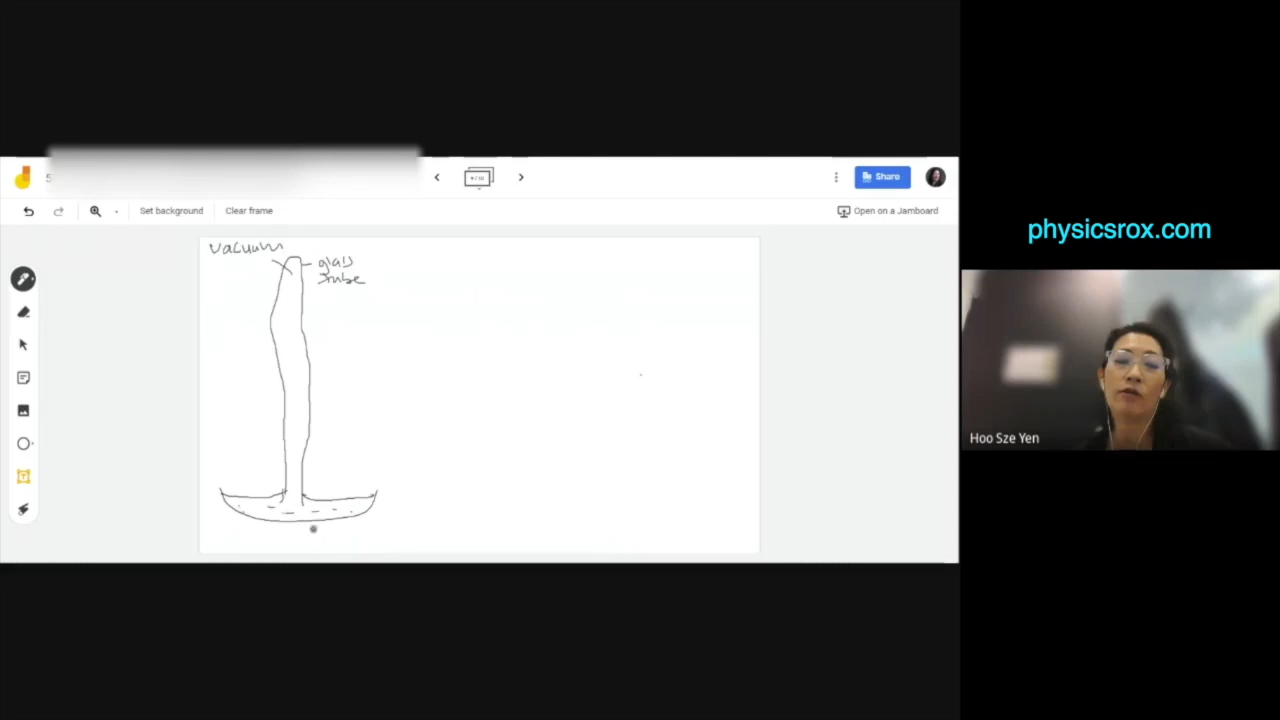 Share
Set background
Clear frame
Open on a Jamboard
vacuum
glass
tube
physicsrox.com
Hoo Sze Yen